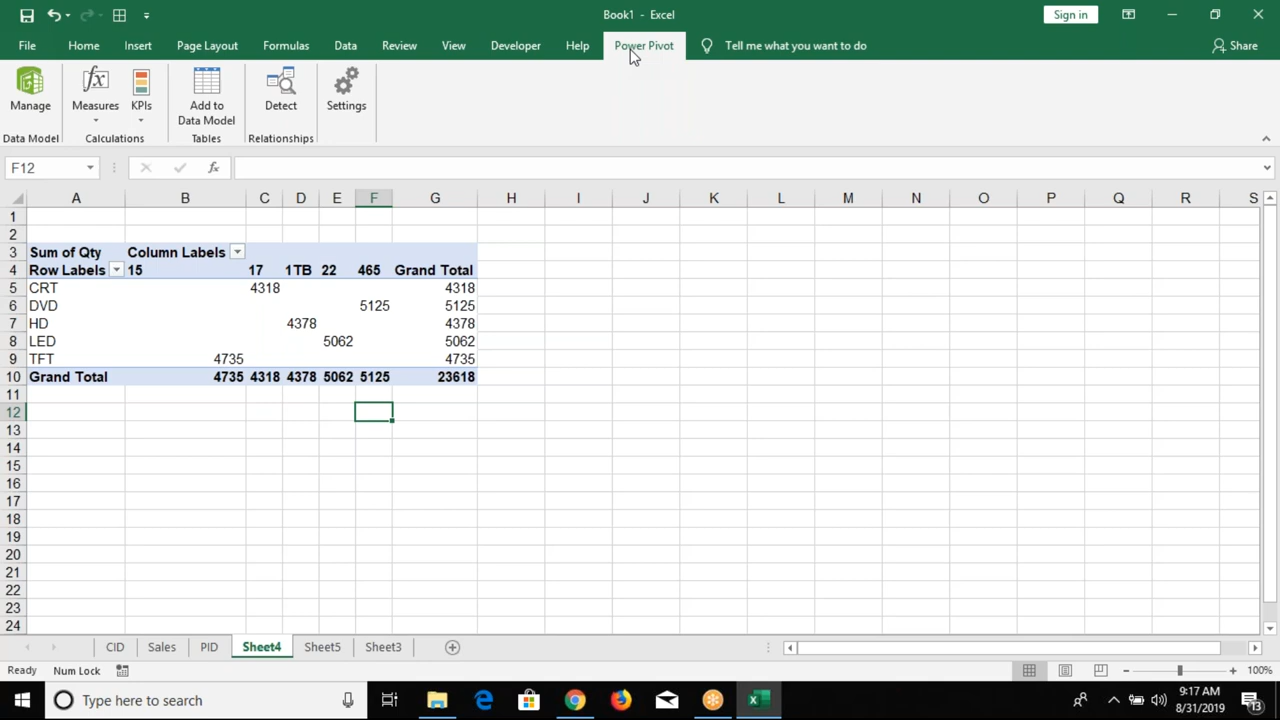 Book1 - Excel
Sign in
File Home Insert Page Layout Formulas Data Review View Developer Help Power Pivot Tell me what you want to do Share
Manage Measures KPIs Add to Data Model Detect Settings
Data Model Calculations Tables Relationships
F12 fx
A B C D E F G H I J K L M N O P Q R S
1
2
3 Sum of Qty Column Labels
4 Row Labels 15 17 1TB 22 465 Grand Total
5 CRT 4318 4318
6 DVD 5125 5125
7 HD 4378 4378
8 LED 5062 5062
9 TFT 4735 4735
10 Grand Total 4735 4318 4378 5062 5125 23618
11
12
13
14
15
16
17
18
19
20
21
22
23
24
CID Sales PID Sheet4 Sheet5 Sheet3
Ready Num Lock 100%
Type here to search
9:17 AM
8/31/2019
13